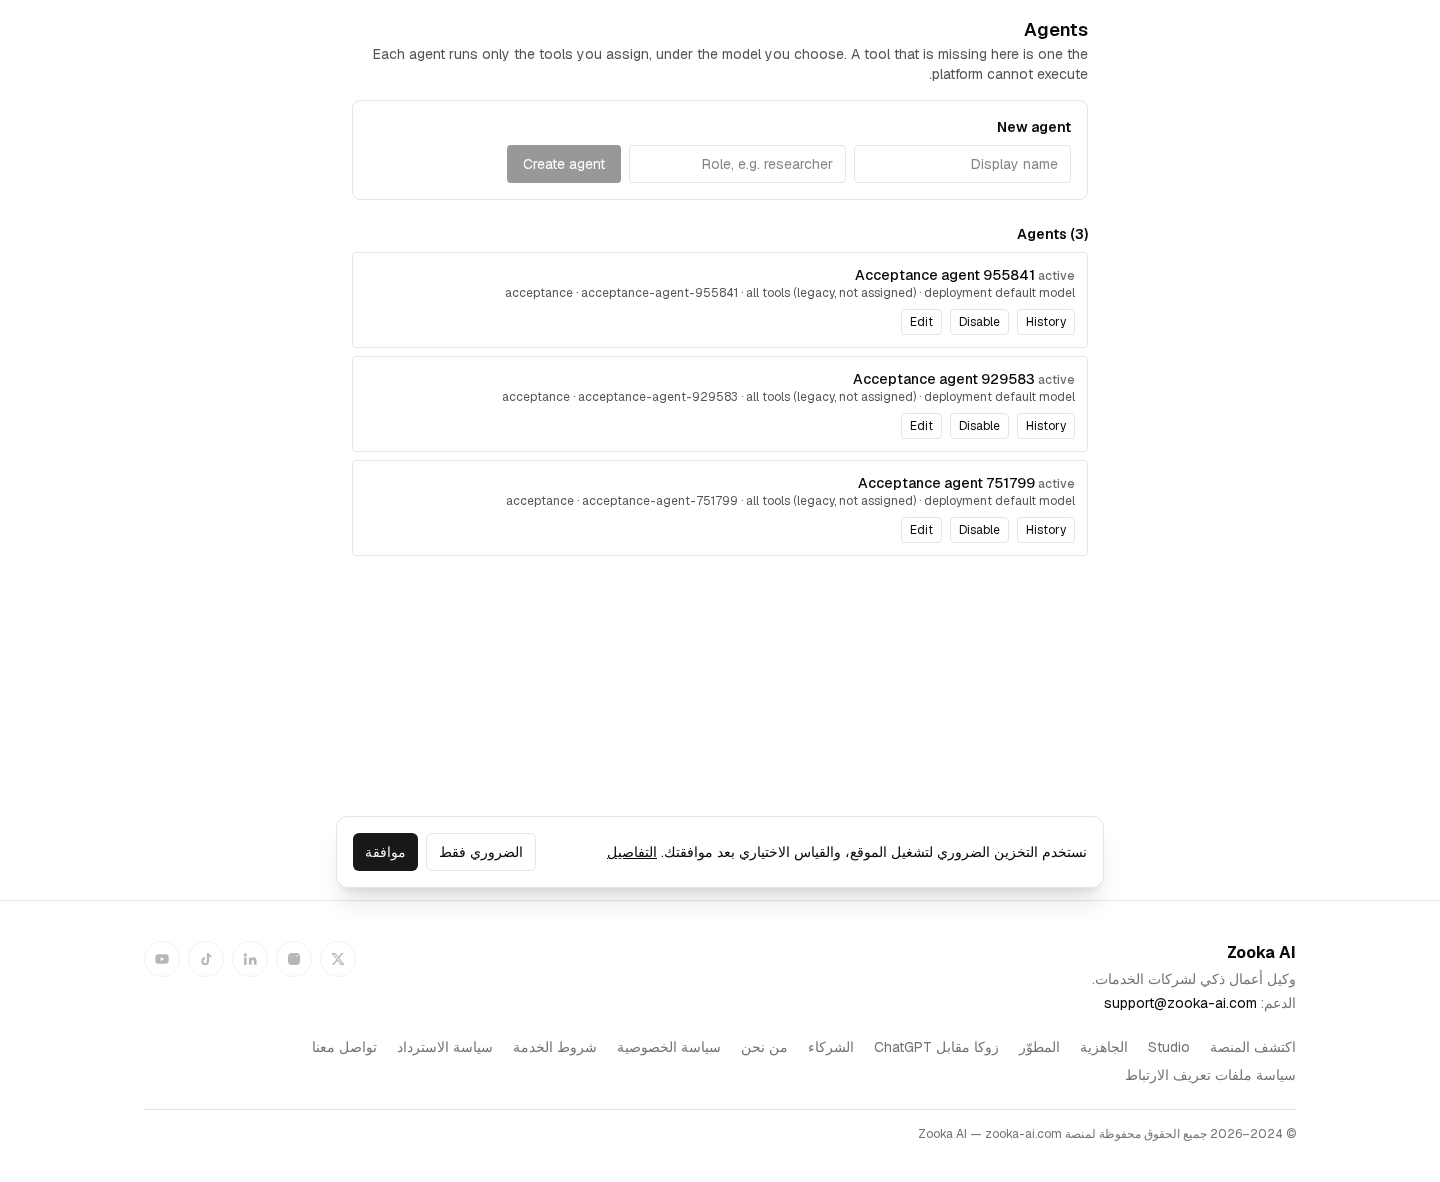 Agents
Each agent runs only the tools you assign, under the model you choose. A tool that is missing here is one the
platform cannot execute.
New agent
Display name
Role, e.g. researcher
Create agent
Agents (3)
Acceptance agent 955841 active
acceptance · acceptance-agent-955841 · all tools (legacy, not assigned) · deployment default model
Edit Disable History
Acceptance agent 929583 active
acceptance · acceptance-agent-929583 · all tools (legacy, not assigned) · deployment default model
Edit Disable History
Acceptance agent 751799 active
acceptance · acceptance-agent-751799 · all tools (legacy, not assigned) · deployment default model
Edit Disable History
نستخدم التخزين الضروري لتشغيل الموقع، والقياس الاختياري بعد موافقتك. التفاصيل
الضروري فقط
موافقة
Zooka AI
وكيل أعمال ذكي لشركات الخدمات.
الدعم: support@zooka-ai.com
اكتشف المنصة Studio الجاهزية المطوّر زوكا مقابل ChatGPT الشركاء من نحن سياسة الخصوصية شروط الخدمة سياسة الاسترداد تواصل معنا
سياسة ملفات تعريف الارتباط
© 2024–2026 جميع الحقوق محفوظة لمنصة Zooka AI — zooka-ai.com